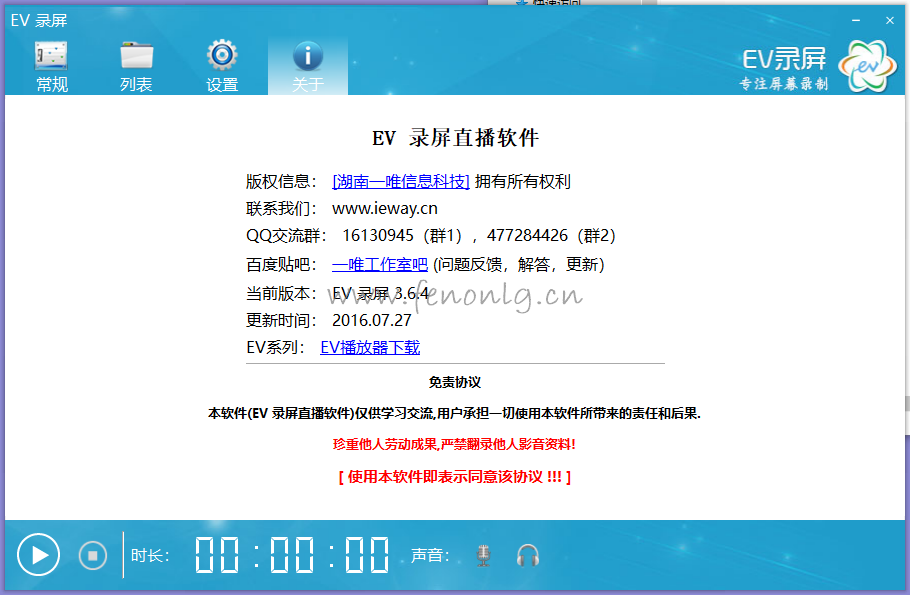 快速访问
EV 录屏
常规 列表 设置 关于
EV录屏
专注屏幕录制
EV 录屏直播软件
版权信息： [湖南一唯信息科技] 拥有所有权利
联系我们： www.ieway.cn
QQ交流群： 16130945（群1），477284426（群2）
百度贴吧： 一唯工作室吧 (问题反馈，解答，更新）
当前版本： EV 录屏 3.6.4
www.fenonlg.cn
更新时间： 2016.07.27
EV系列： EV播放器下载
免责协议
本软件(EV 录屏直播软件)仅供学习交流,用户承担一切使用本软件所带来的责任和后果.
珍重他人劳动成果,严禁翻录他人影音资料!
[ 使用本软件即表示同意该协议 !!! ]
时长： 00:00:00 声音：